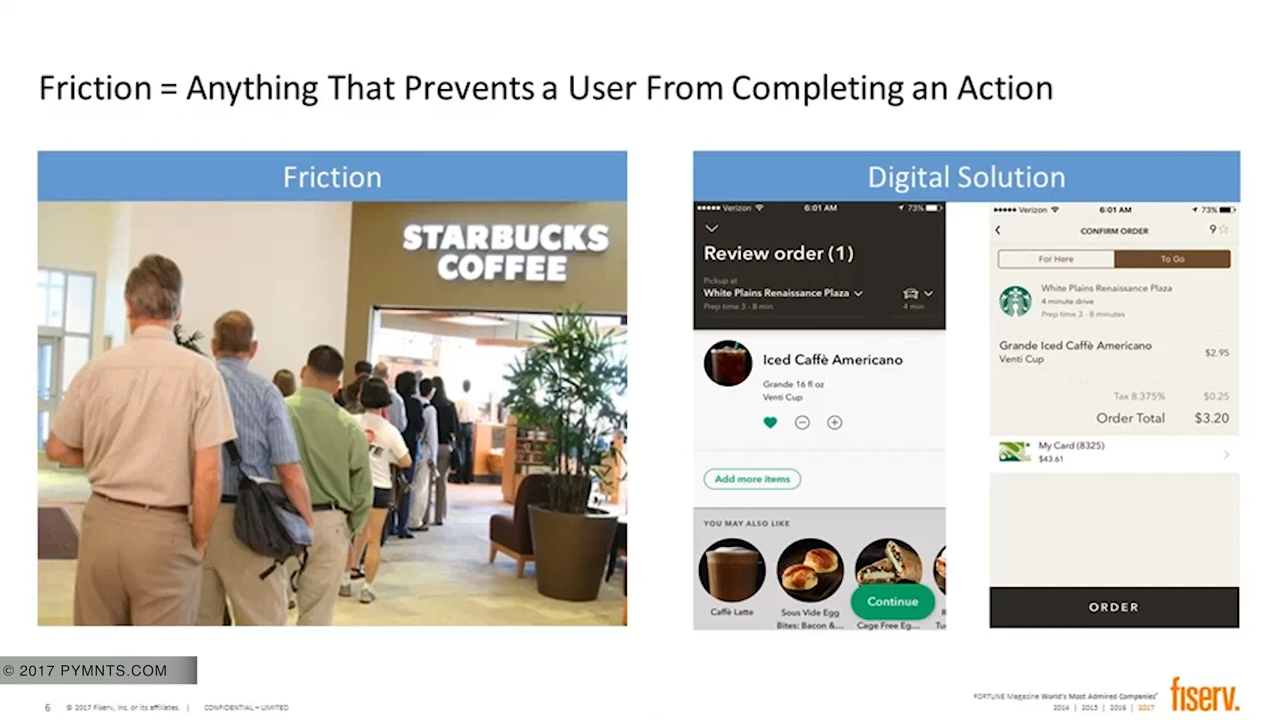 Friction = Anything That Prevents a User From Completing an Action
Friction
STARBUCKS
COFFEE
Digital Solution
Verizon 6:01 AM 73%
Review order (1)
Pickup at
White Plains Renaissance Plaza
Prep time 3 - 8 min
4 min
Iced Caffè Americano
Grande 16 fl oz
Venti Cup
Add more items
YOU MAY ALSO LIKE
Caffè Latte
Sous Vide Egg
Bites: Bacon &...
Cage Free Eg...
Continue
Verizon 6:01 AM 73%
CONFIRM ORDER 9
For Here To Go
White Plains Renaissance Plaza
4 minute drive
Prep time 3 - 8 minutes
Grande Iced Caffè Americano
Venti Cup
$2.95
Tax 8.375% $0.25
Order Total $3.20
My Card (8325)
$43.61
ORDER
© 2017 PYMNTS.COM
6 © 2017 Fiserv, Inc. or its affiliates. | CONFIDENTIAL – LIMITED
FORTUNE Magazine World's Most Admired Companies®
2014 | 2015 | 2016 | 2017
fiserv.